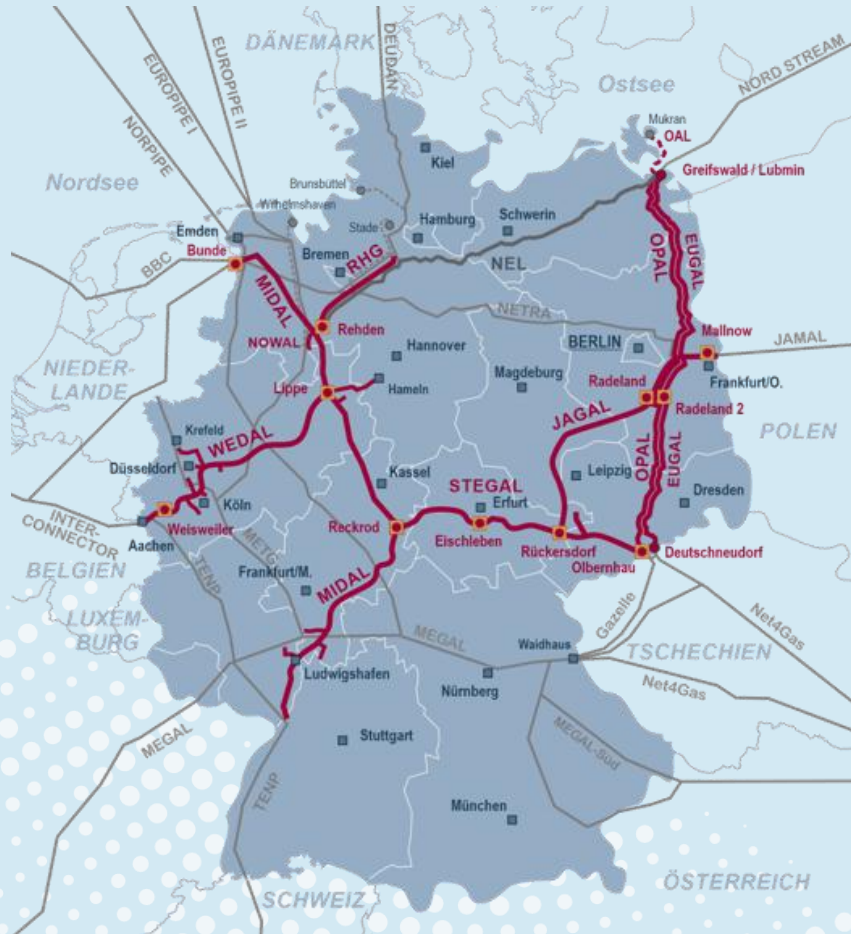 DÄNEMARK
DEUDAN
EUROPIPE II
EUROPIPE I
NORPIPE
NORD STREAM
Ostsee
Mukran
OAL
Greifswald / Lubmin
Kiel
Nordsee
Brunsbüttel
Wilhelmshaven
Stade
Hamburg
Schwerin
Emden
Bunde
Bremen
RHG
NEL
OPAL
EUGAL
BBC
MIDAL
NETRA
Mallnow
JAMAL
NOWAL
Rehden
Hannover
BERLIN
NIEDER-
LANDE
Lippe
Hameln
Magdeburg
Radeland
Frankfurt/O.
Radeland 2
POLEN
JAGAL
Krefeld
WEDAL
Düsseldorf
Kassel
STEGAL
Leipzig
OPAL
EUGAL
Köln
Erfurt
Dresden
INTER-
CONNECTOR
Weisweiler
Aachen
Reckrod
Eischleben
Rückersdorf
Olbernhau
Deutschneudorf
BELGIEN
TENP
METG
Frankfurt/M.
MIDAL
LUXEM-
BURG
MEGAL
Waidhaus
Gazelle
TSCHECHIEN
Net4Gas
Net4Gas
Ludwigshafen
Nürnberg
MEGAL
Stuttgart
MEGAL-Süd
TENP
München
SCHWEIZ
ÖSTERREICH